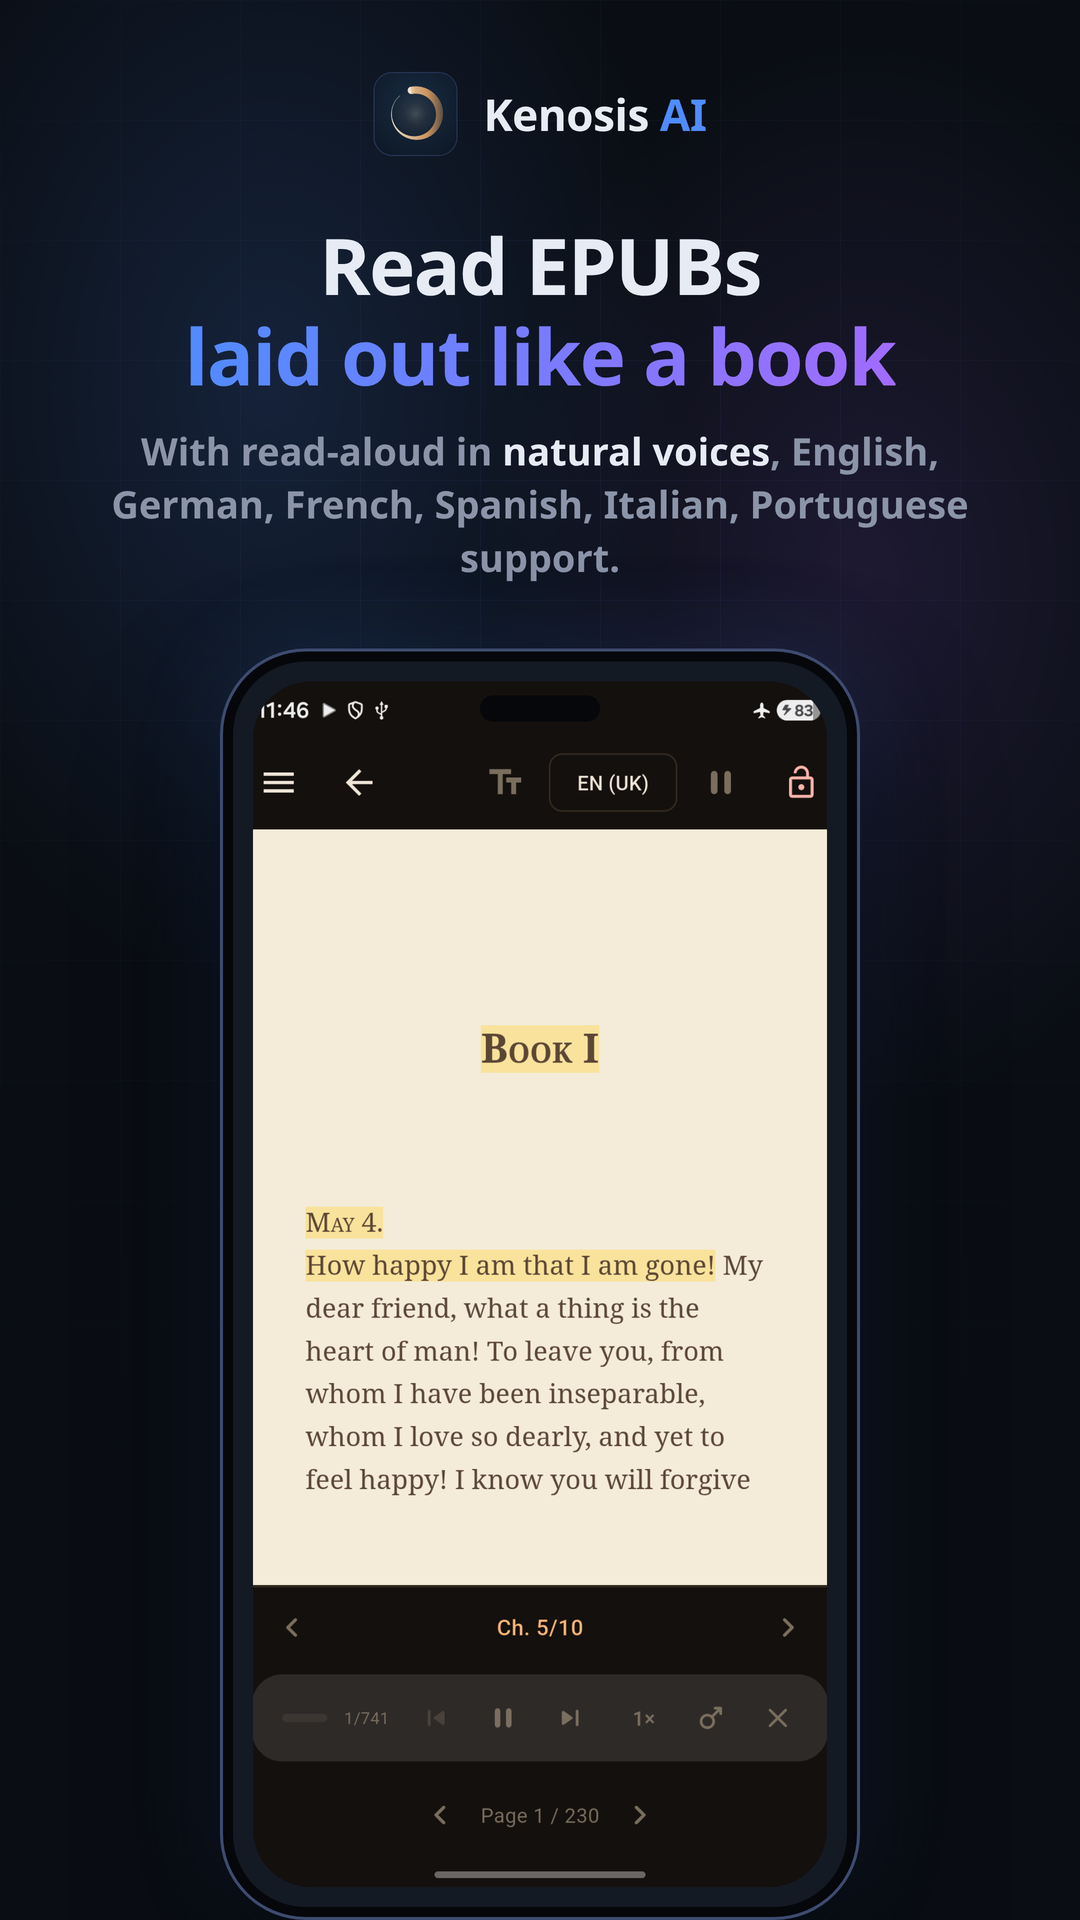 Kenosis AI
Read EPUBs
laid out like a book
With read-aloud in natural voices, English,
German, French, Spanish, Italian, Portuguese
support.
11:46 83
EN (UK)
Book I
May 4.
How happy I am that I am gone! My
dear friend, what a thing is the
heart of man! To leave you, from
whom I have been inseparable,
whom I love so dearly, and yet to
feel happy! I know you will forgive
Ch. 5/10
1/741 1×
Page 1 / 230